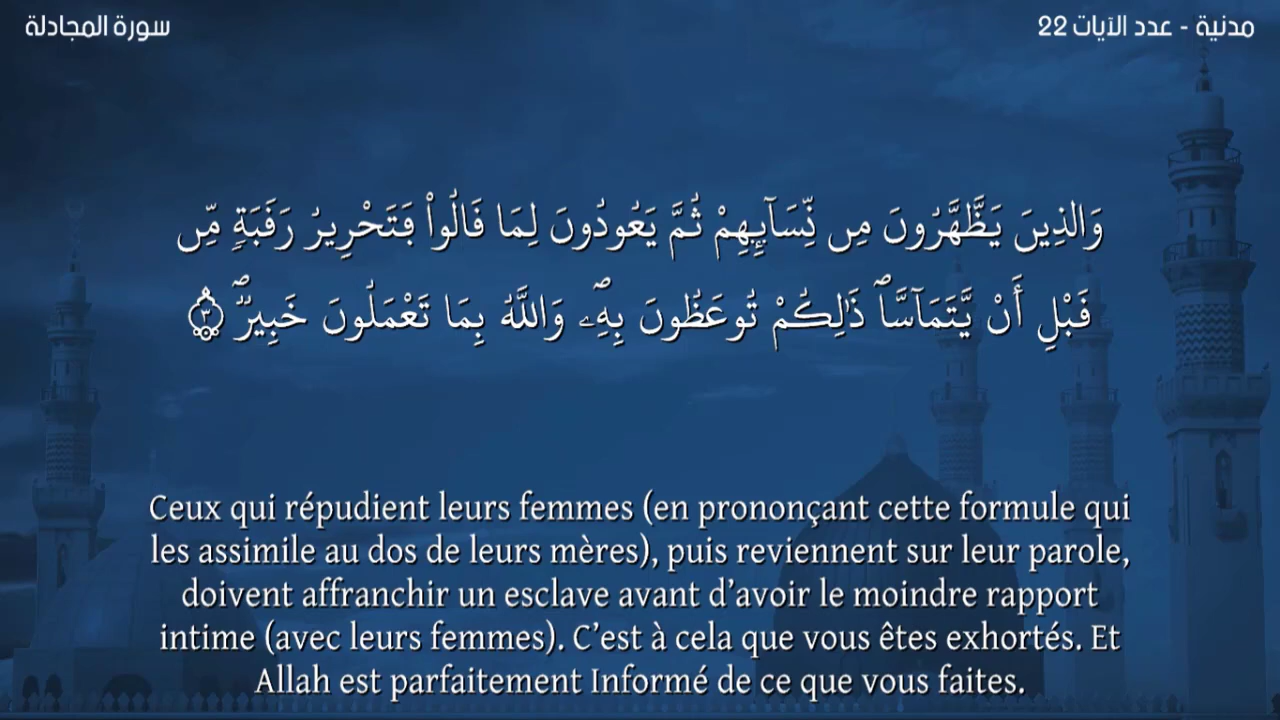 مدنية - عدد الآيات 22
سورة المجادلة
وَالذِينَ يَظَّهَّرُونَ مِن نِّسَآئِهِمْ ثُمَّ يَعُودُونَ لِمَا قَالُواْ فَتَحْرِيرُ رَقَبَةٖ مِّن
قَبْلِ أَنْ يَّتَمَآسَّاۖ ذَٰلِكُمْ تُوعَظُونَ بِهِۦۖ وَاللَّهُ بِمَا تَعْمَلُونَ خَبِيرٞۖ ٣
Ceux qui répudient leurs femmes (en prononçant cette formule qui
les assimile au dos de leurs mères), puis reviennent sur leur parole,
doivent affranchir un esclave avant d’avoir le moindre rapport
intime (avec leurs femmes). C’est à cela que vous êtes exhortés. Et
Allah est parfaitement Informé de ce que vous faites.